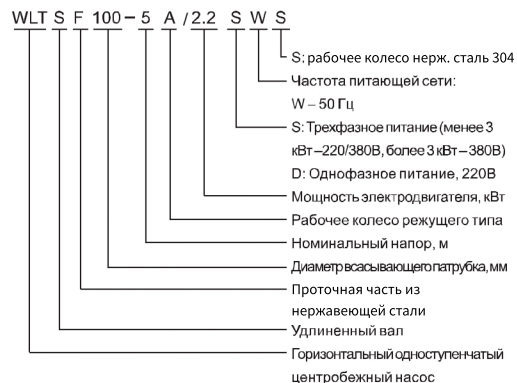 WLT S F 100-5 A/2.2 S W S
S: рабочее колесо нерж. сталь 304
Частота питающей сети:
W – 50 Гц
S: Трехфазное питание (менее 3
кВт –220/380В, более 3 кВт – 380В)
D: Однофазное питание, 220В
Мощность электродвигателя, кВт
Рабочее колесо режущего типа
Номинальный напор, м
Диаметр всасывающего патрубка, мм
Проточная часть из
нержавеющей стали
Удлиненный вал
Горизонтальный одноступенчатый
центробежный насос